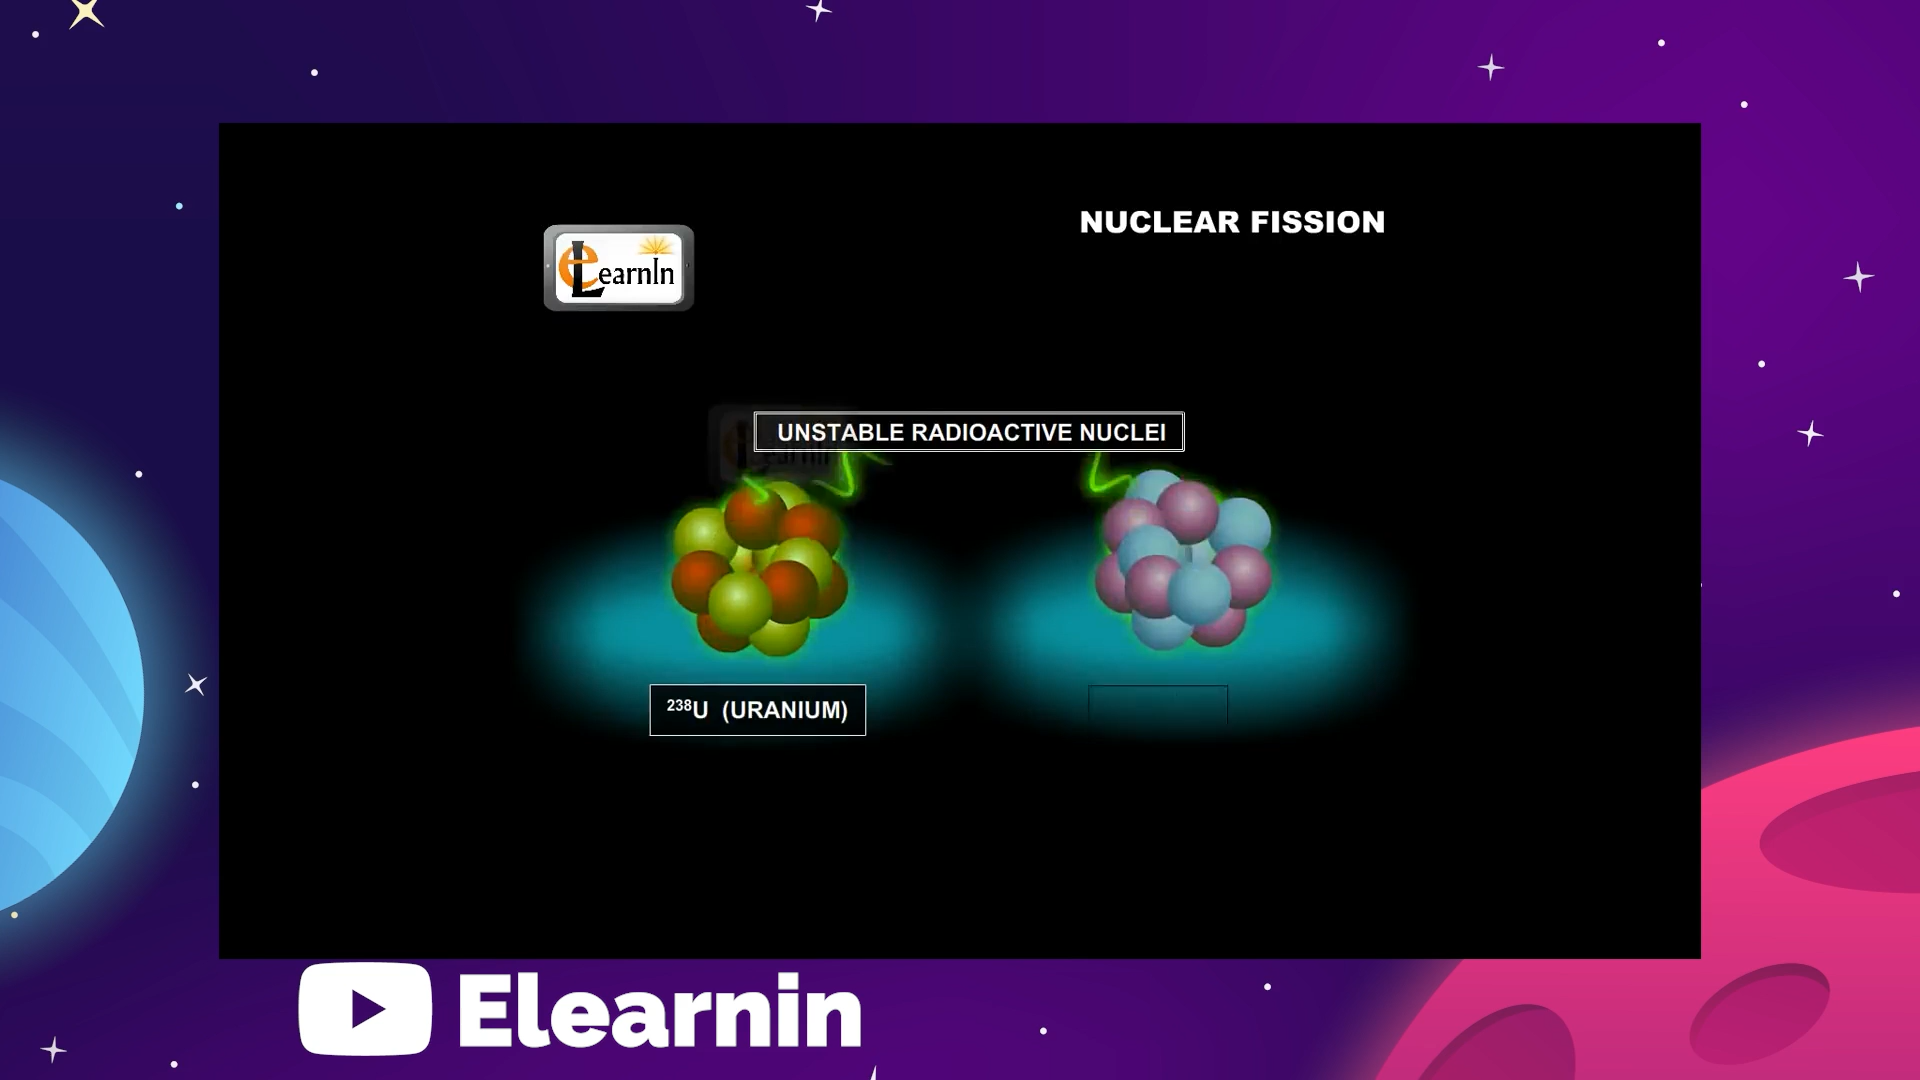 NUCLEAR FISSION
eLearnIn
UNSTABLE RADIOACTIVE NUCLEI
²³⁸U (URANIUM)
Elearnin